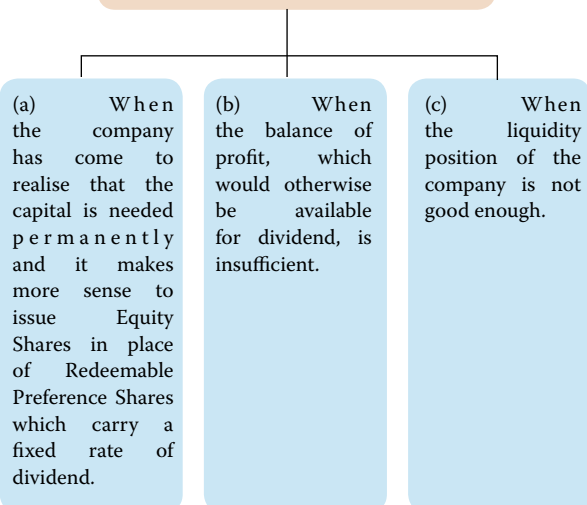 (a) When
the company
has come to
realise that the
capital is needed
permanently
and it makes
more sense to
issue Equity
Shares in place
of Redeemable
Preference Shares
which carry a
fixed rate of
dividend.
(b) When
the balance of
profit, which
would otherwise
be available
for dividend, is
insufficient.
(c) When
the liquidity
position of the
company is not
good enough.